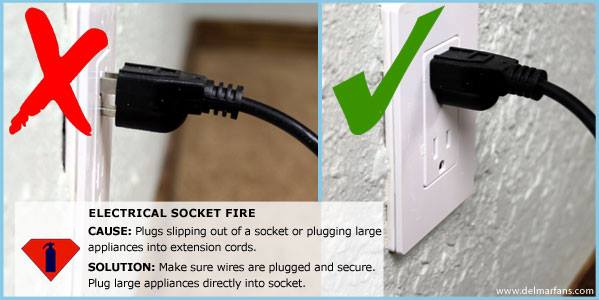 ELECTRICAL SOCKET FIRE
CAUSE: Plugs slipping out of a socket or plugging large
appliances into extension cords.
SOLUTION: Make sure wires are plugged and secure.
Plug large appliances directly into socket.
www.delmarfans.com